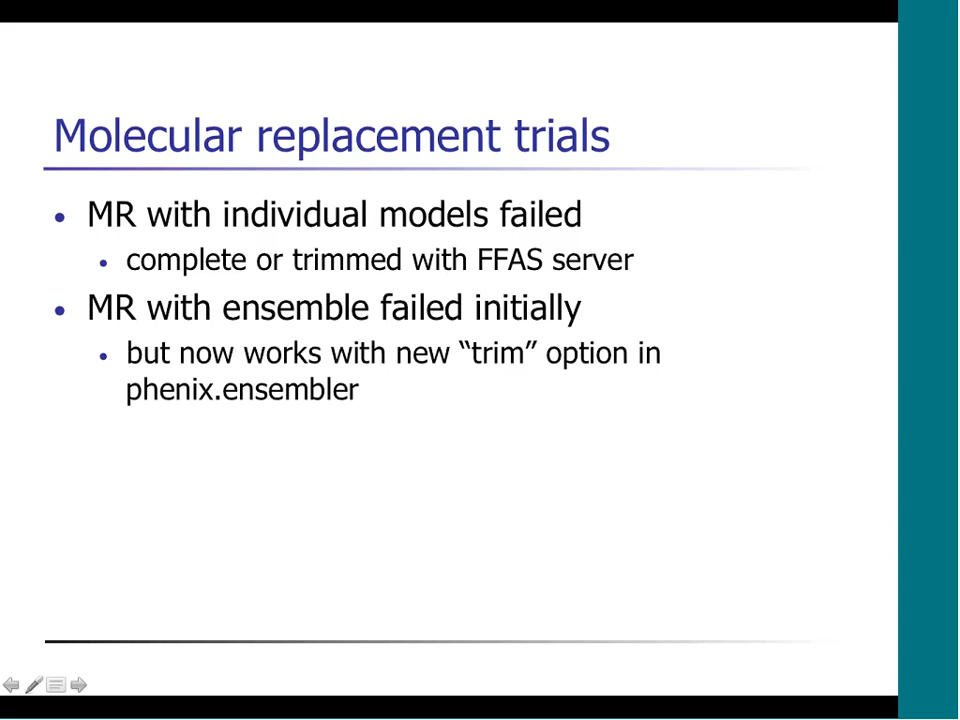 Molecular replacement trials
• MR with individual models failed
• complete or trimmed with FFAS server
• MR with ensemble failed initially
• but now works with new “trim” option in
phenix.ensembler